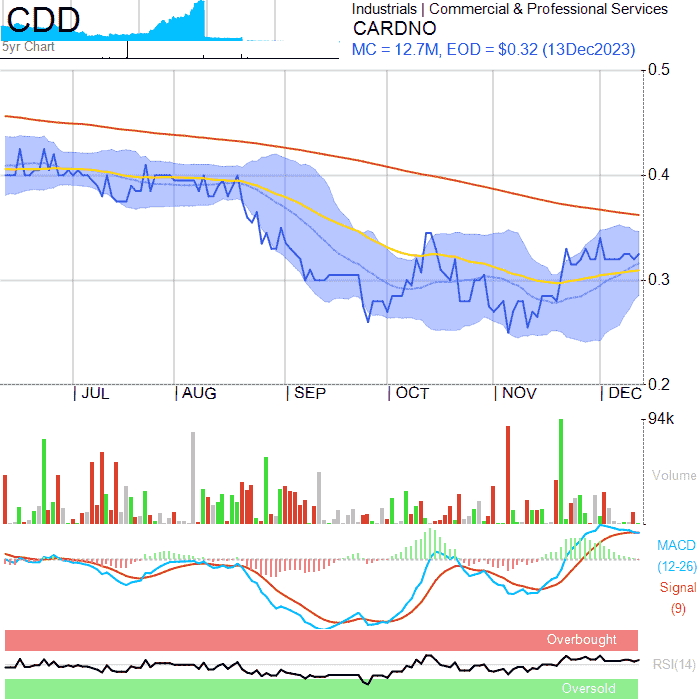 CDD
5yr Chart
Industrials | Commercial & Professional Services
CARDNO
MC = 12.7M, EOD = $0.32 (13Dec2023)
0.5
0.4
0.3
0.2
| JUL | AUG | SEP | OCT | NOV | DEC
94k
Volume
MACD
(12-26)
Signal
(9)
Overbought
RSI(14)
Oversold